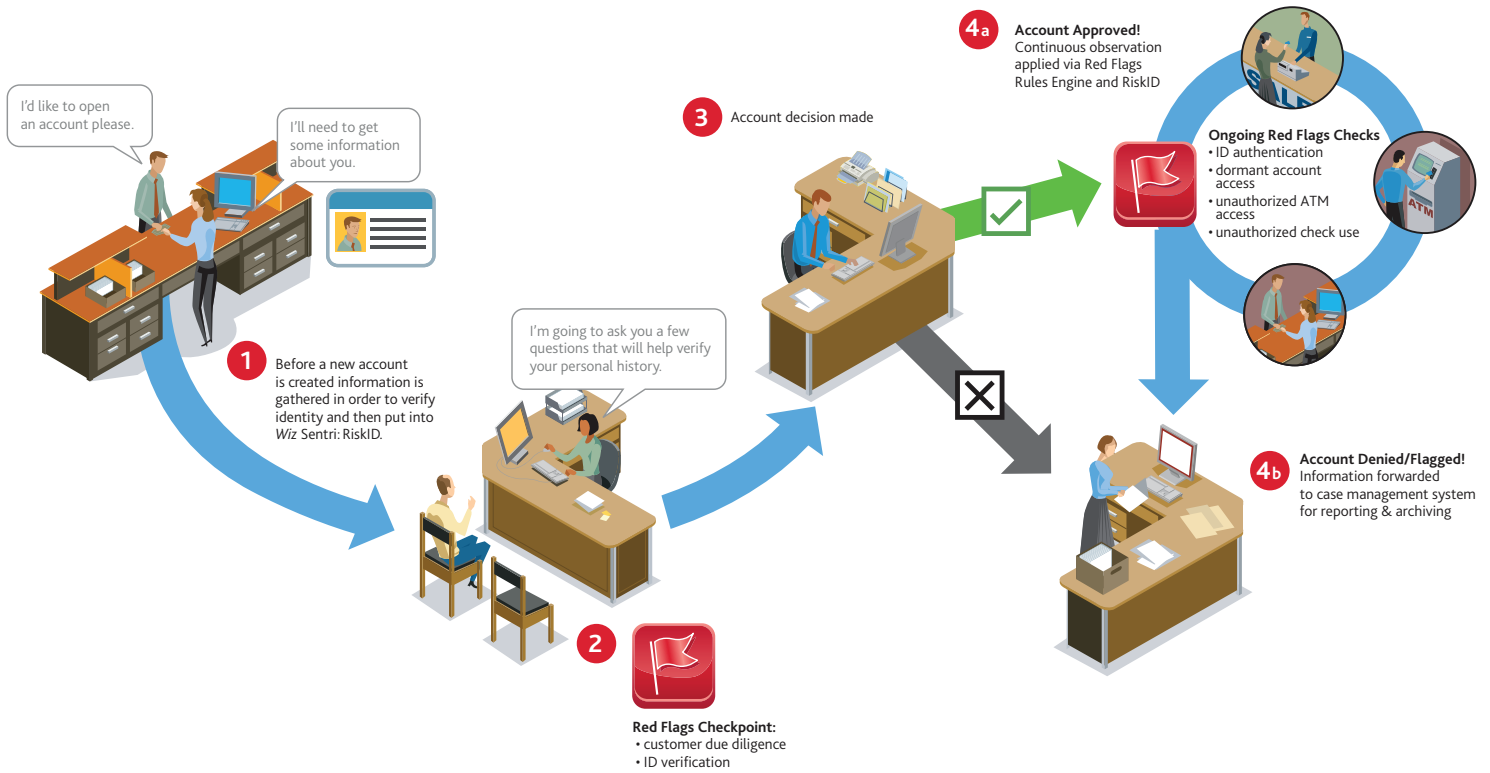 I'd like to open
an account please.
I'll need to get
some information
about you.
1
Before a new account
is created information is
gathered in order to verify
identity and then put into
Wiz Sentri: RiskID.
I'm going to ask you a few
questions that will help verify
your personal history.
2
Red Flags Checkpoint:
• customer due diligence
• ID verification
3
Account decision made
4a
Account Approved!
Continuous observation
applied via Red Flags
Rules Engine and RiskID
SALE
Ongoing Red Flags Checks
• ID authentication
• dormant account
access
• unauthorized ATM
access
• unauthorized check use
ATM
4b
Account Denied/Flagged!
Information forwarded
to case management system
for reporting & archiving